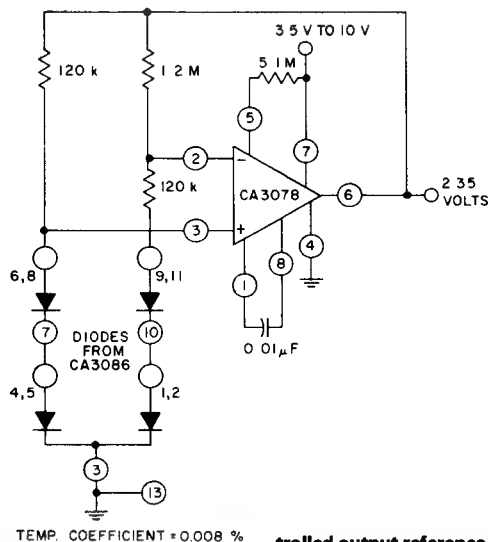 3 5 V TO 10 V
120 k
1 2 M
5 1 M
5
7
2
CA3078
6
2 35
VOLTS
120 k
3
4
8
1
6,8
9,11
0 01µF
7
DIODES
FROM
CA3086
10
4,5
1,2
3
13
TEMP. COEFFICIENT = 0.008 %
trolled output reference